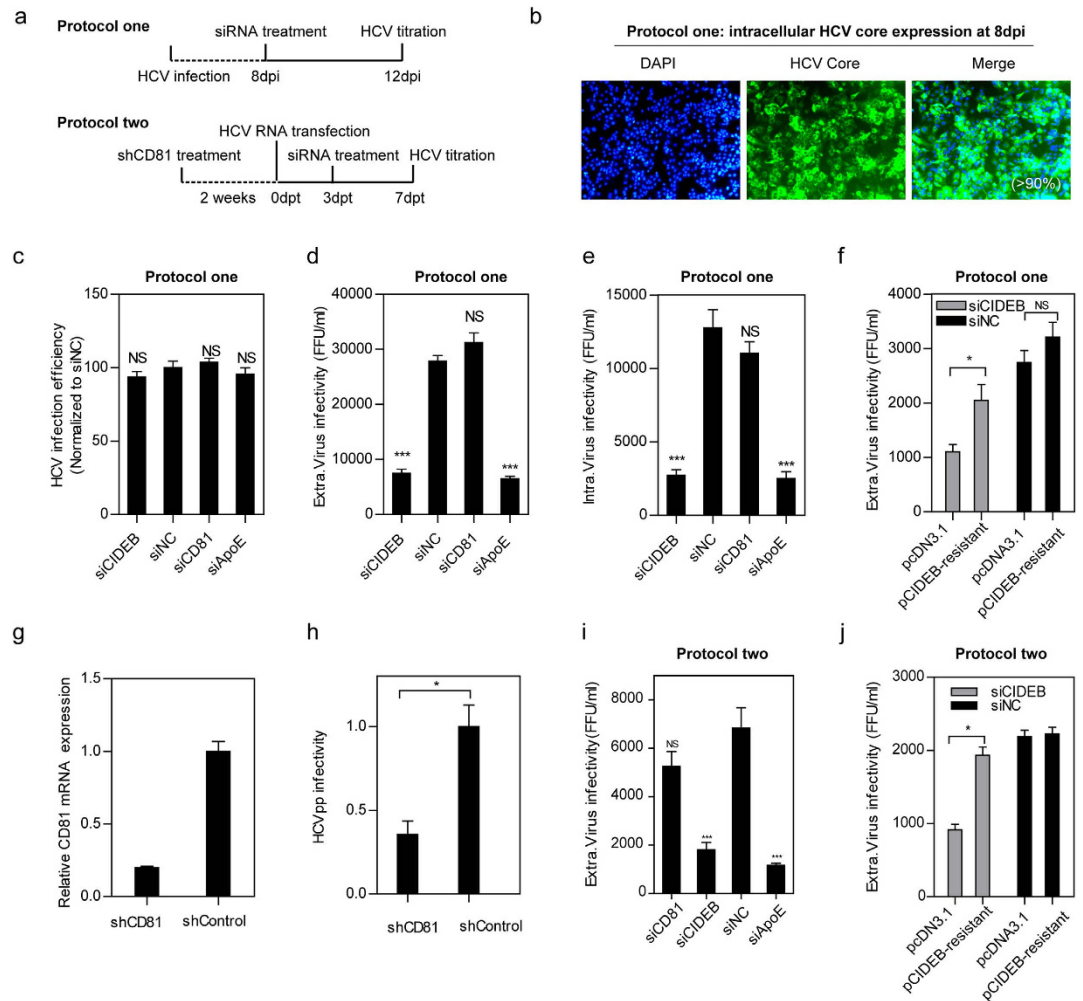 a
Protocol one
siRNA treatment
HCV titration
HCV infection
8dpi
12dpi
Protocol two
HCV RNA transfection
shCD81 treatment
siRNA treatment
HCV titration
2 weeks
0dpt
3dpt
7dpt
b
Protocol one: intracellular HCV core expression at 8dpi
DAPI
HCV Core
Merge
(>90%)
c
Protocol one
HCV infection efficiency
(Normalized to siNC)
150
100
50
0
NS
NS
NS
siCIDEB
siNC
siCD81
siApoE
d
Protocol one
Extra.Virus infectivity (FFU/ml)
40000
30000
20000
10000
0
***
NS
***
siCIDEB
siNC
siCD81
siApoE
e
Protocol one
Intra.Virus infectivity (FFU/ml)
15000
10000
5000
0
***
NS
***
siCIDEB
siNC
siCD81
siApoE
f
Protocol one
Extra.Virus infectivity (FFU/ml)
4000
3000
2000
1000
0
siCIDEB
siNC
NS
*
pcDN3.1
pCIDEB-resistant
pcDNA3.1
pCIDEB-resistant
g
Relative CD81 mRNA expression
1.5
1.0
0.5
0.0
shCD81
shControl
h
HCVpp infectivity
1.0
0.5
0.0
*
shCD81
shControl
i
Protocol two
Extra.Virus infectivity (FFU/ml)
8000
6000
4000
2000
0
NS
***
***
siCD81
siCIDEB
siNC
siApoE
j
Protocol two
Extra.Virus infectivity (FFU/ml)
3000
2000
1000
0
siCIDEB
siNC
*
pcDN3.1
pCIDEB-resistant
pcDNA3.1
pCIDEB-resistant